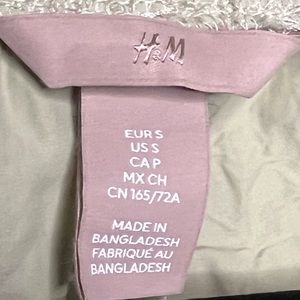 H&M
EUR S
US S
CA P
MX CH
CN 165/72A
MADE IN
BANGLADESH
FABRIQUÉ AU
BANGLADESH